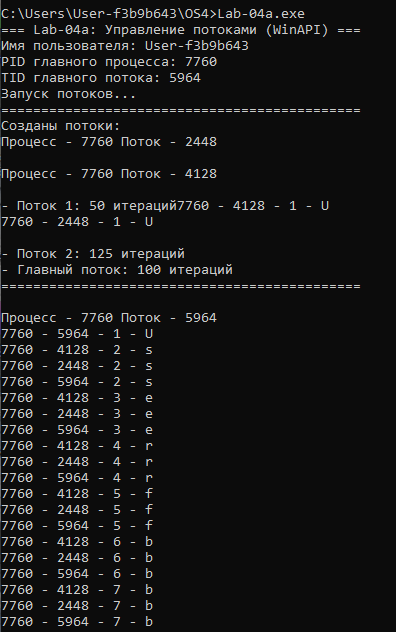 C:\Users\User-f3b9b643\OS4>Lab-04a.exe
=== Lab-04a: Управление потоками (WinAPI) ===
Имя пользователя: User-f3b9b643
PID главного процесса: 7760
TID главного потока: 5964
Запуск потоков...
=============================================
Созданы потоки:
Процесс - 7760 Поток - 2448
Процесс - 7760 Поток - 4128
- Поток 1: 50 итераций7760 - 4128 - 1 - U
7760 - 2448 - 1 - U
- Поток 2: 125 итераций
- Главный поток: 100 итераций
=============================================
Процесс - 7760 Поток - 5964
7760 - 5964 - 1 - U
7760 - 4128 - 2 - s
7760 - 2448 - 2 - s
7760 - 5964 - 2 - s
7760 - 4128 - 3 - e
7760 - 2448 - 3 - e
7760 - 5964 - 3 - e
7760 - 4128 - 4 - r
7760 - 2448 - 4 - r
7760 - 5964 - 4 - r
7760 - 4128 - 5 - f
7760 - 2448 - 5 - f
7760 - 5964 - 5 - f
7760 - 4128 - 6 - b
7760 - 2448 - 6 - b
7760 - 5964 - 6 - b
7760 - 4128 - 7 - b
7760 - 2448 - 7 - b
7760 - 5964 - 7 - b